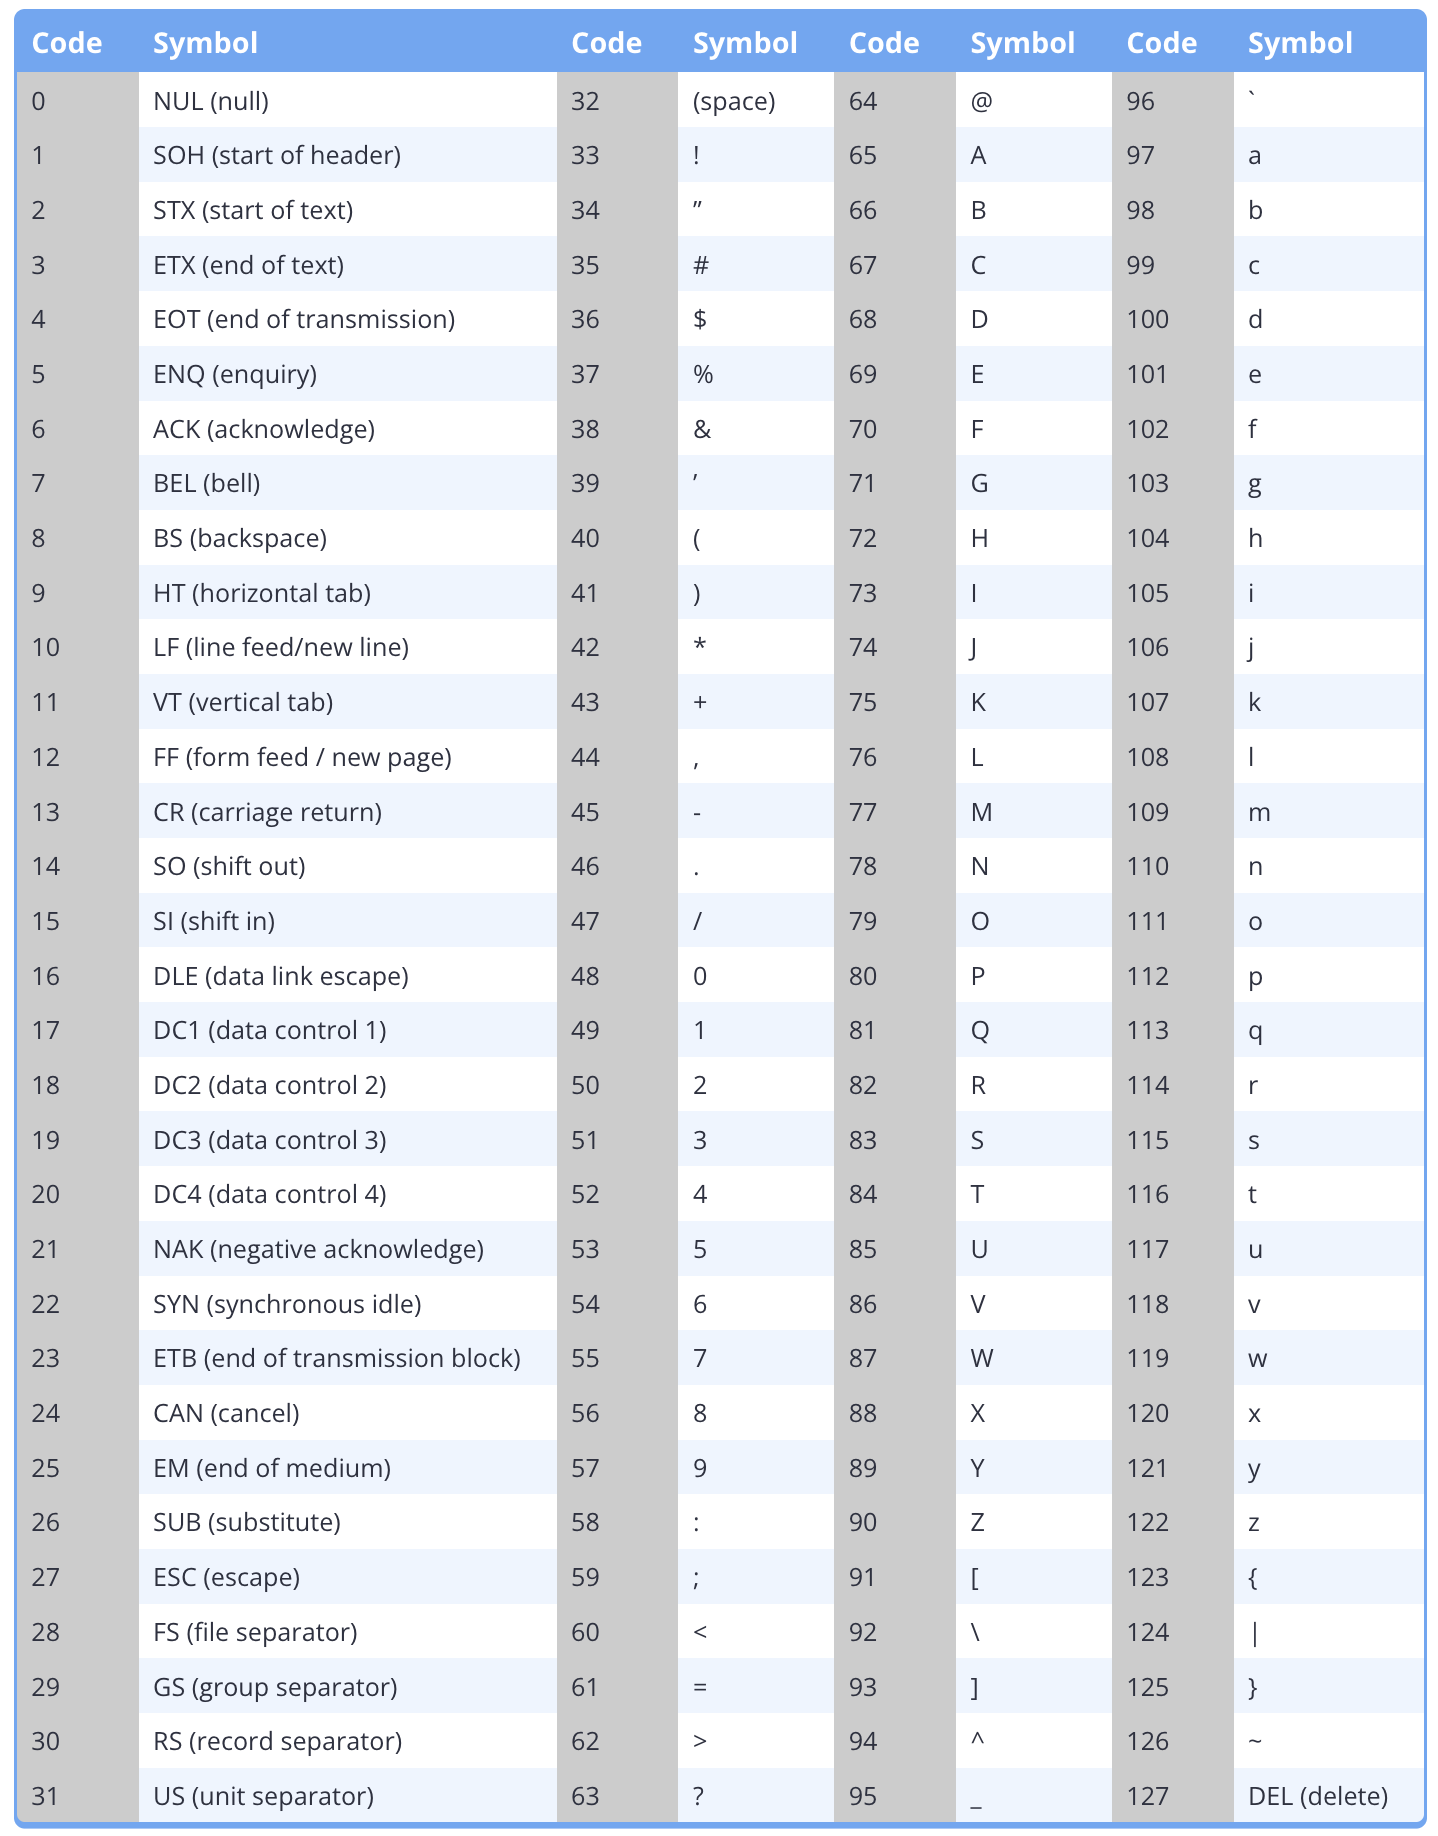 Code Symbol Code Symbol Code Symbol Code Symbol
0 NUL (null) 32 (space) 64 @ 96 `
1 SOH (start of header) 33 ! 65 A 97 a
2 STX (start of text) 34 ” 66 B 98 b
3 ETX (end of text) 35 # 67 C 99 c
4 EOT (end of transmission) 36 $ 68 D 100 d
5 ENQ (enquiry) 37 % 69 E 101 e
6 ACK (acknowledge) 38 & 70 F 102 f
7 BEL (bell) 39 ’ 71 G 103 g
8 BS (backspace) 40 ( 72 H 104 h
9 HT (horizontal tab) 41 ) 73 I 105 i
10 LF (line feed/new line) 42 * 74 J 106 j
11 VT (vertical tab) 43 + 75 K 107 k
12 FF (form feed / new page) 44 , 76 L 108 l
13 CR (carriage return) 45 - 77 M 109 m
14 SO (shift out) 46 . 78 N 110 n
15 SI (shift in) 47 / 79 O 111 o
16 DLE (data link escape) 48 0 80 P 112 p
17 DC1 (data control 1) 49 1 81 Q 113 q
18 DC2 (data control 2) 50 2 82 R 114 r
19 DC3 (data control 3) 51 3 83 S 115 s
20 DC4 (data control 4) 52 4 84 T 116 t
21 NAK (negative acknowledge) 53 5 85 U 117 u
22 SYN (synchronous idle) 54 6 86 V 118 v
23 ETB (end of transmission block) 55 7 87 W 119 w
24 CAN (cancel) 56 8 88 X 120 x
25 EM (end of medium) 57 9 89 Y 121 y
26 SUB (substitute) 58 : 90 Z 122 z
27 ESC (escape) 59 ; 91 [ 123 {
28 FS (file separator) 60 < 92 \ 124 |
29 GS (group separator) 61 = 93 ] 125 }
30 RS (record separator) 62 > 94 ^ 126 ~
31 US (unit separator) 63 ? 95 _ 127 DEL (delete)